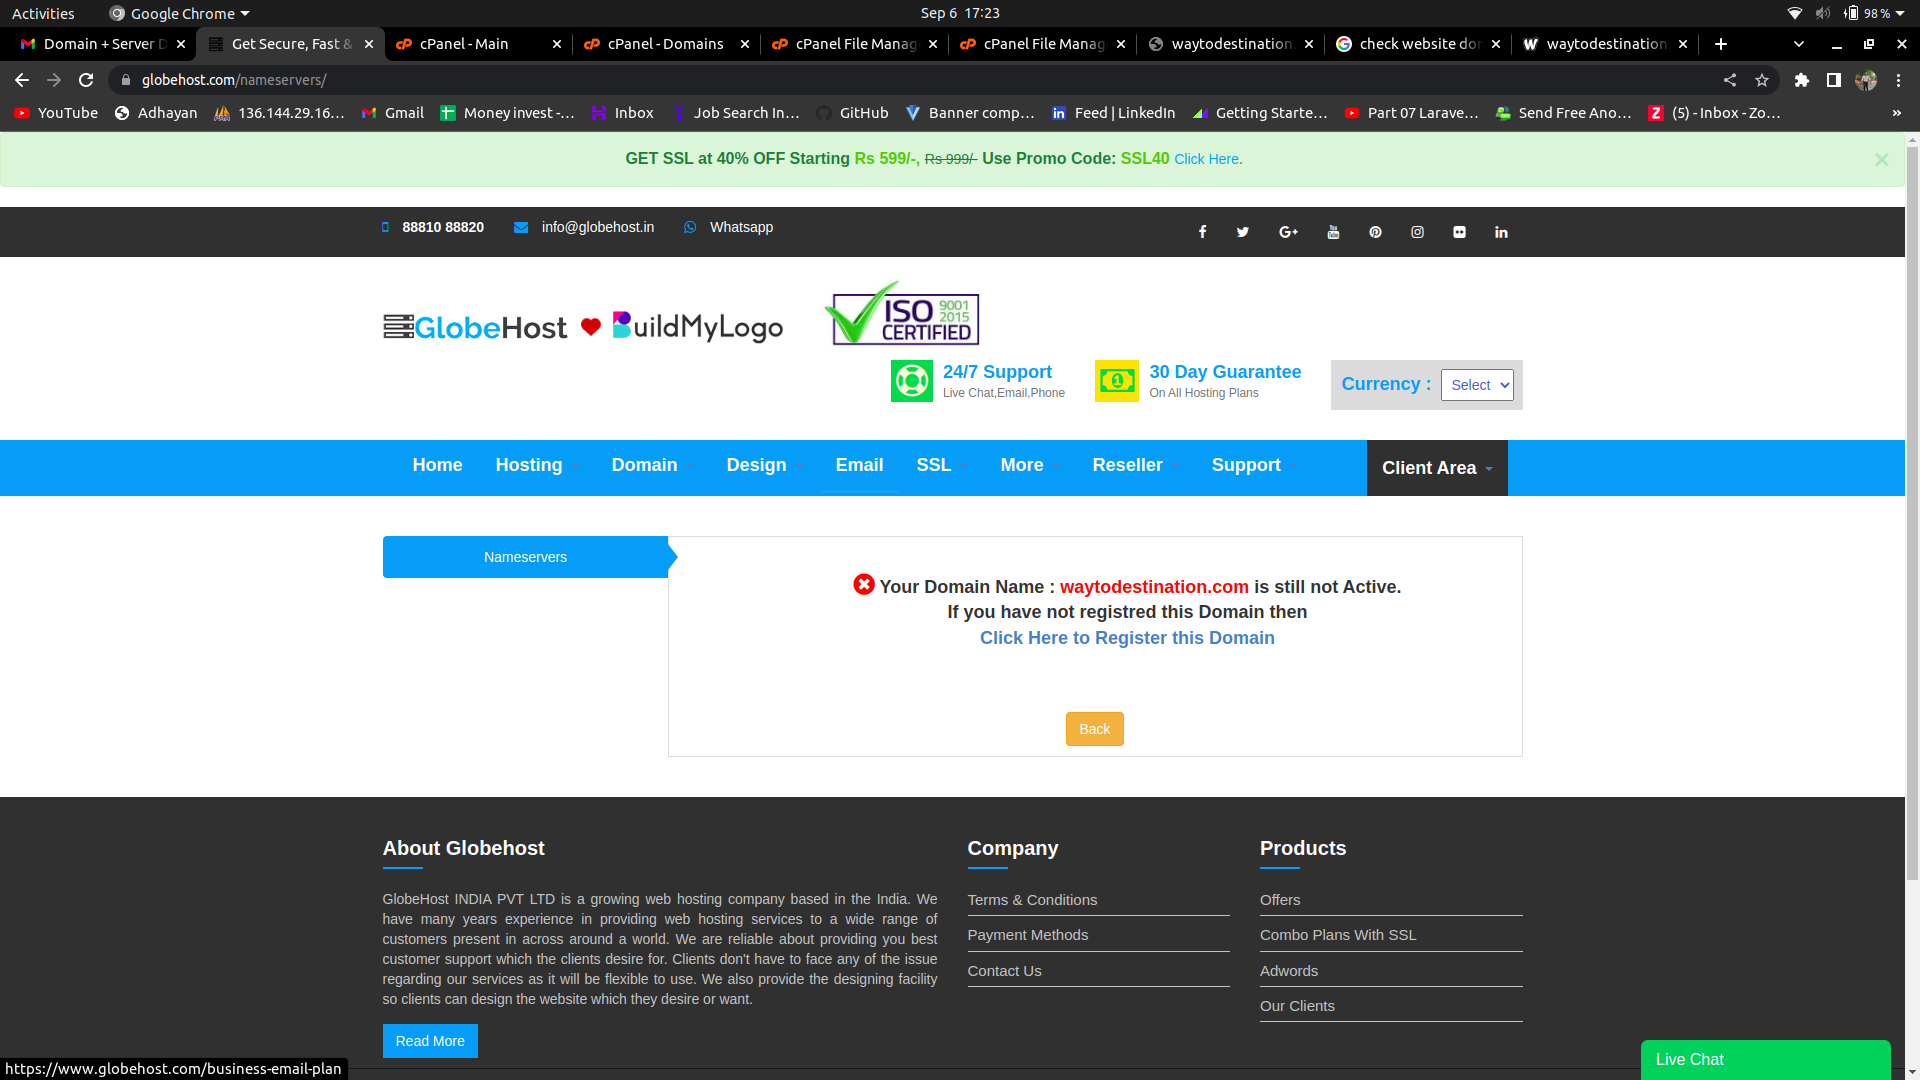 Activities
Google Chrome
Sep 6 17:23
98 %
Domain + Server D
Get Secure, Fast &
cPanel - Main
cPanel - Domains
cPanel File Manag
cPanel File Manag
waytodestination
check website do
waytodestination
globehost.com/nameservers/
YouTube
Adhayan
136.144.29.16…
Gmail
Money invest -…
Inbox
Job Search In…
GitHub
Banner comp…
Feed | LinkedIn
Getting Starte…
Part 07 Larave…
Send Free Ano…
(5) - Inbox - Zo…
»
GET SSL at 40% OFF Starting Rs 599/-, Rs 999/- Use Promo Code: SSL40 Click Here.
×
88810 88820
info@globehost.in
Whatsapp
GlobeHost
BuildMyLogo
ISO 9001 2015
CERTIFIED
24/7 Support
Live Chat,Email,Phone
30 Day Guarantee
On All Hosting Plans
Currency : Select
Home
Hosting
Domain
Design
Email
SSL
More
Reseller
Support
Client Area
Nameservers
Your Domain Name : waytodestination.com is still not Active.
If you have not registred this Domain then
Click Here to Register this Domain
Back
About Globehost
GlobeHost INDIA PVT LTD is a growing web hosting company based in the India. We
have many years experience in providing web hosting services to a wide range of
customers present in across around a world. We are reliable about providing you best
customer support which the clients desire for. Clients don't have to face any of the issue
regarding our services as it will be flexible to use. We also provide the designing facility
so clients can design the website which they desire or want.
Read More
Company
Terms & Conditions
Payment Methods
Contact Us
Products
Offers
Combo Plans With SSL
Adwords
Our Clients
Live Chat
https://www.globehost.com/business-email-plan